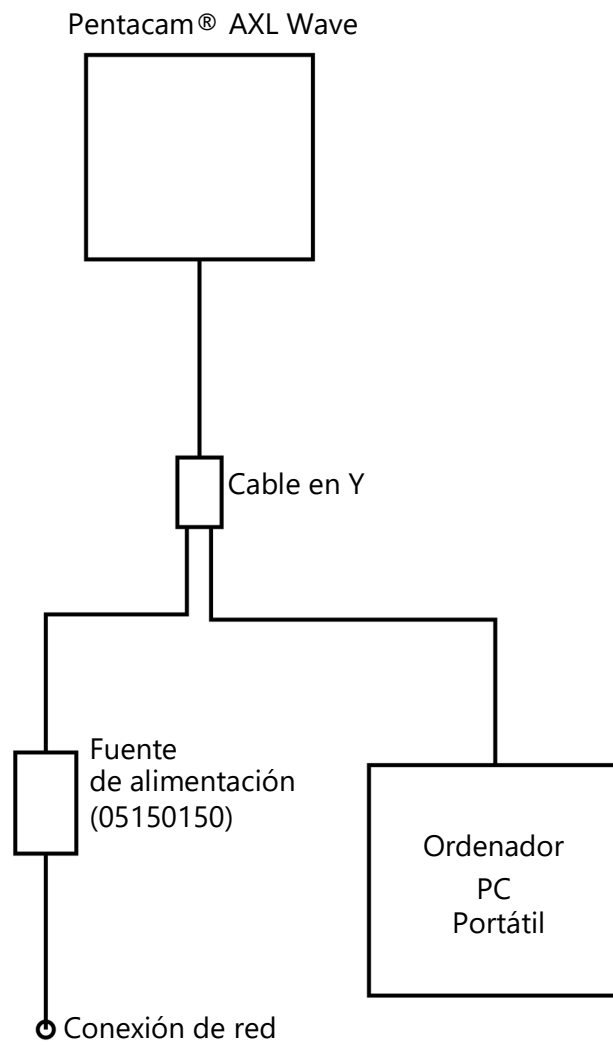 Pentacam® AXL Wave
Cable en Y
Fuente
de alimentación
(05150150)
Ordenador
PC
Portátil
Conexión de red